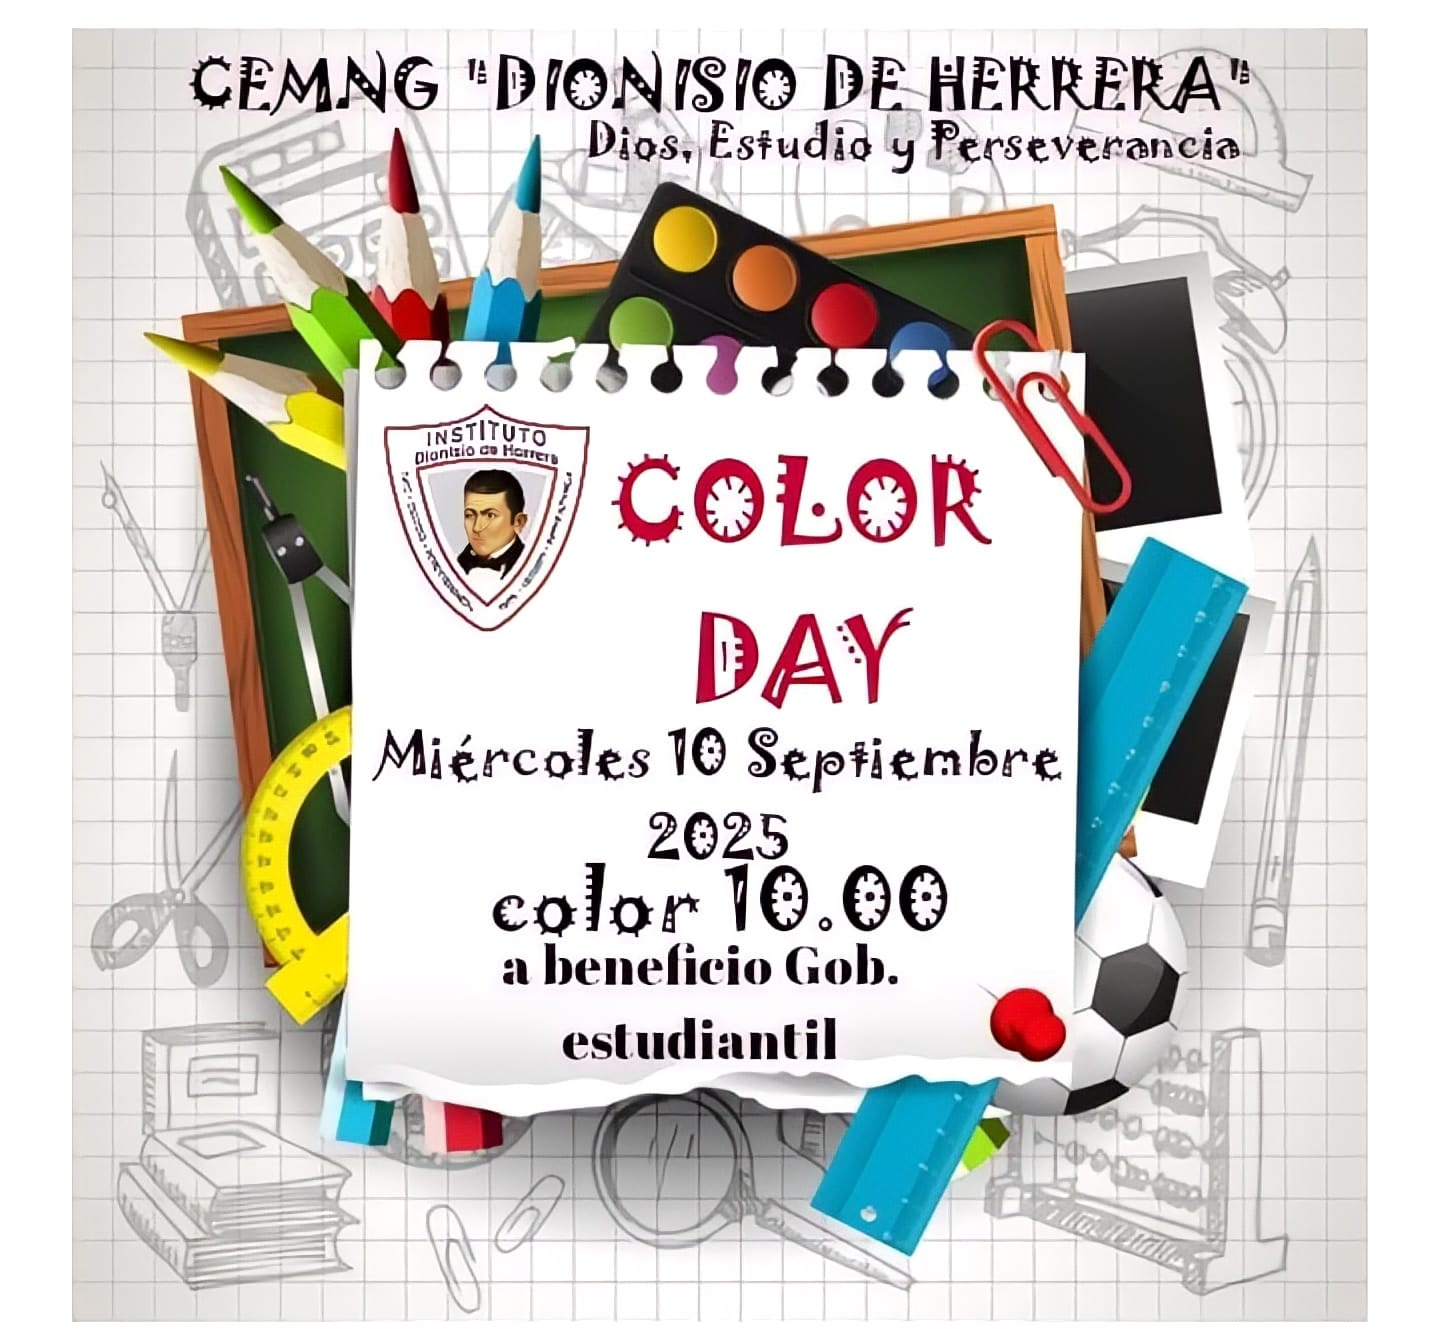 CEMNG "DIONISIO DE HERRERA"
Dios, Estudio y Perseverancia
INSTITUTO
Dionisio de Herrera
COLOR
DAY
Miércoles 10 Septiembre
2025
color 10.00
a beneficio Gob.
estudiantil